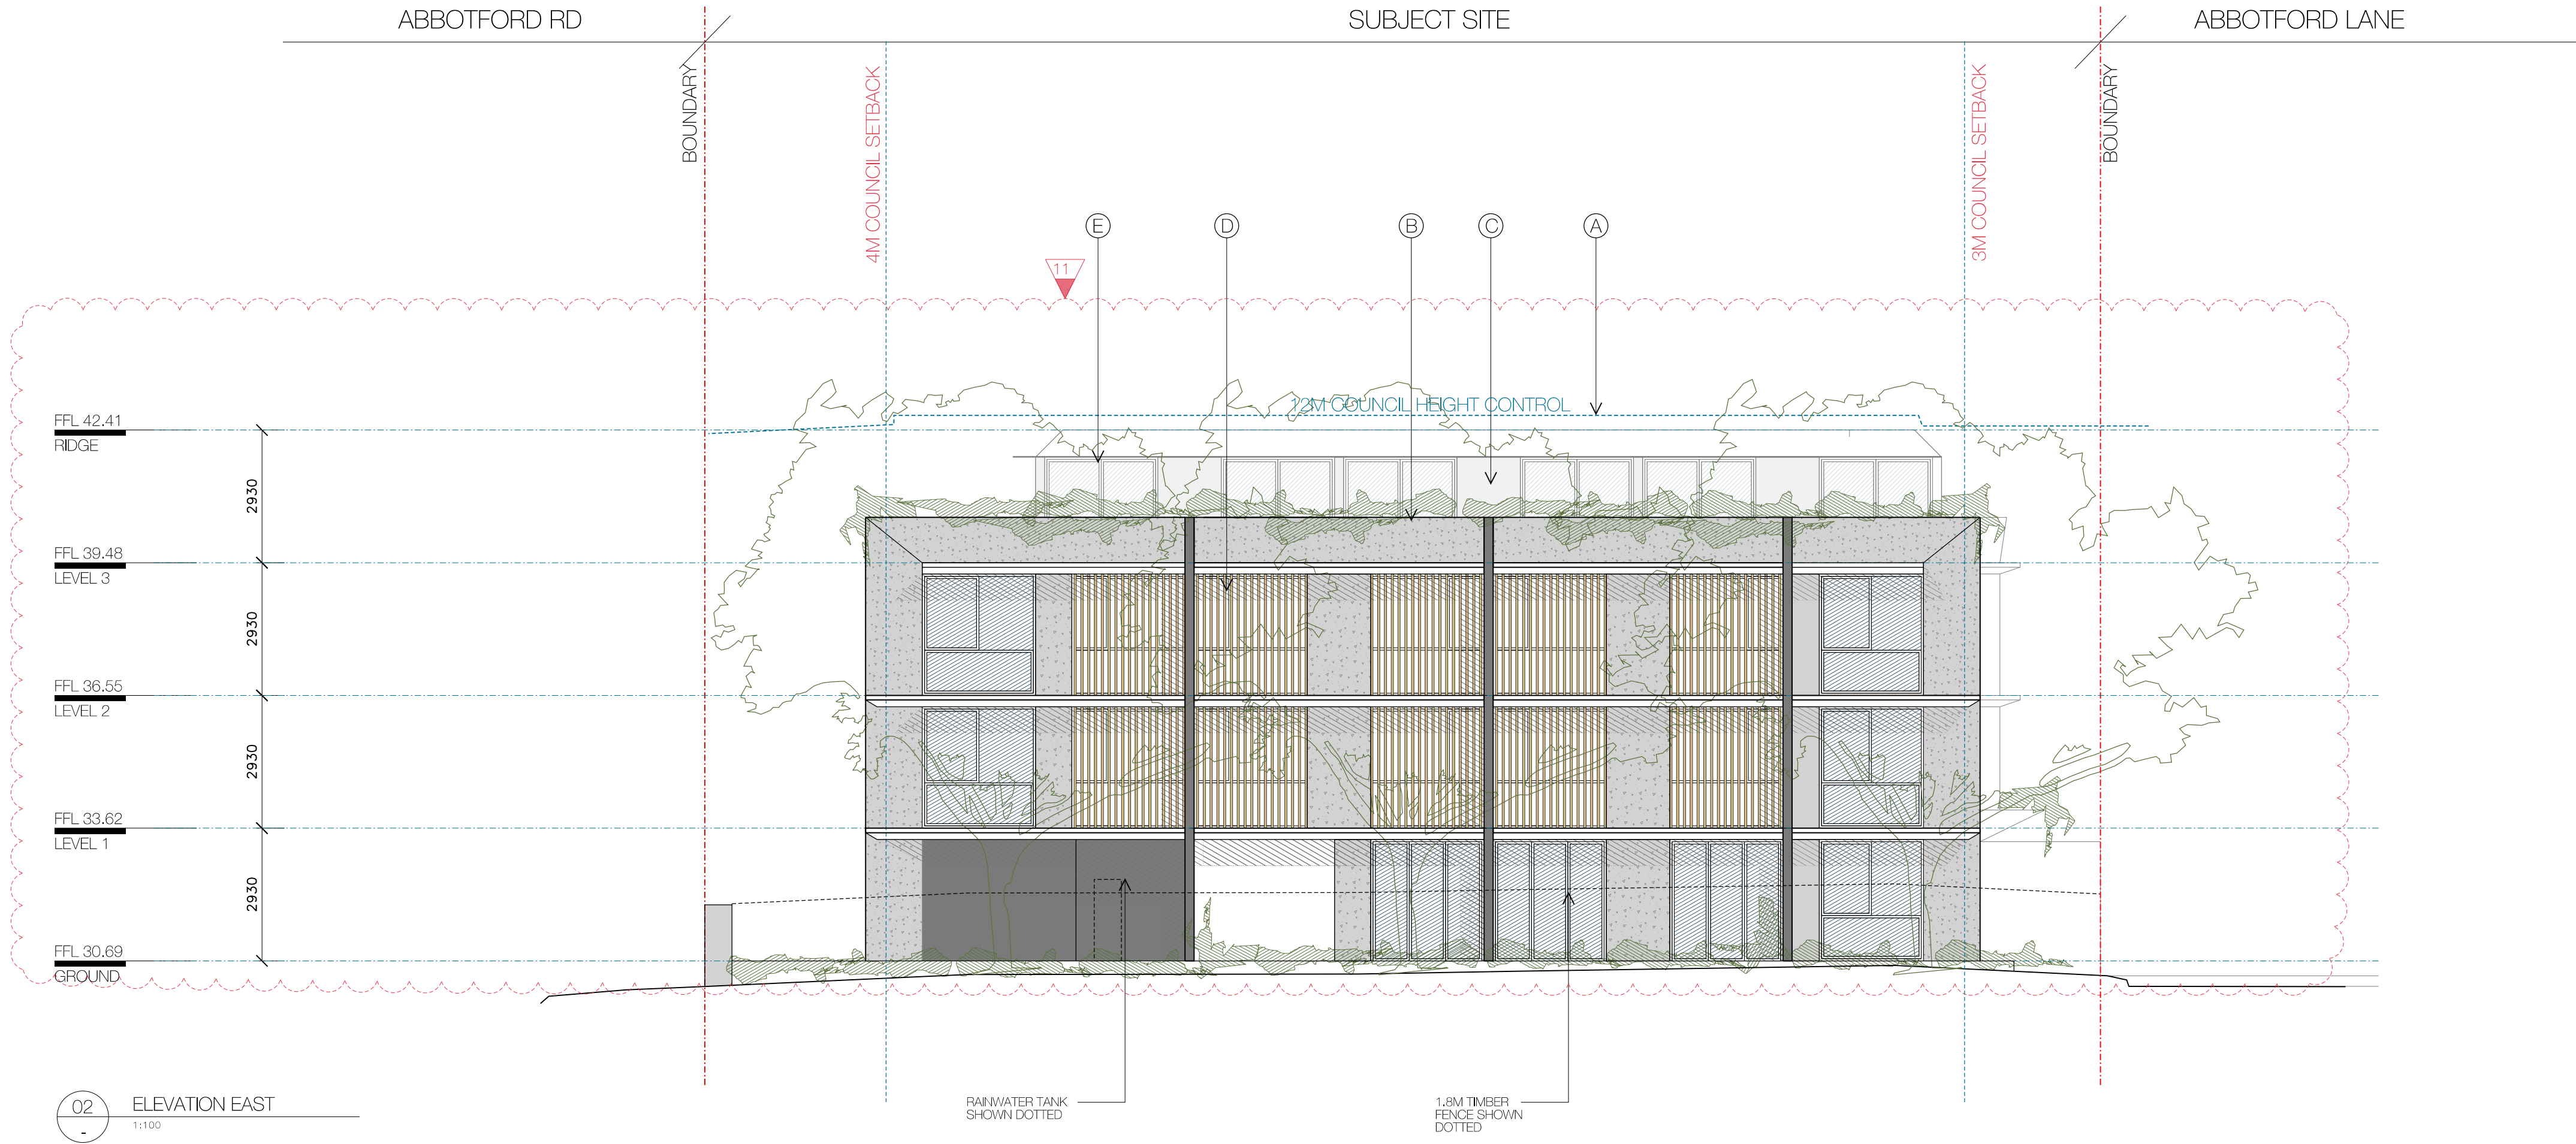 ABBOTFORD RD
SUBJECT SITE
ABBOTFORD LANE
BOUNDARY
4M COUNCIL SETBACK
3M COUNCIL SETBACK
BOUNDARY
E
D
B
C
A
11
12M COUNCIL HEIGHT CONTROL
FFL 42.41
RIDGE
2930
FFL 39.48
LEVEL 3
2930
FFL 36.55
LEVEL 2
2930
FFL 33.62
LEVEL 1
2930
FFL 30.69
GROUND
02
-
ELEVATION EAST
1:100
RAINWATER TANK
SHOWN DOTTED
1.8M TIMBER
FENCE SHOWN
DOTTED